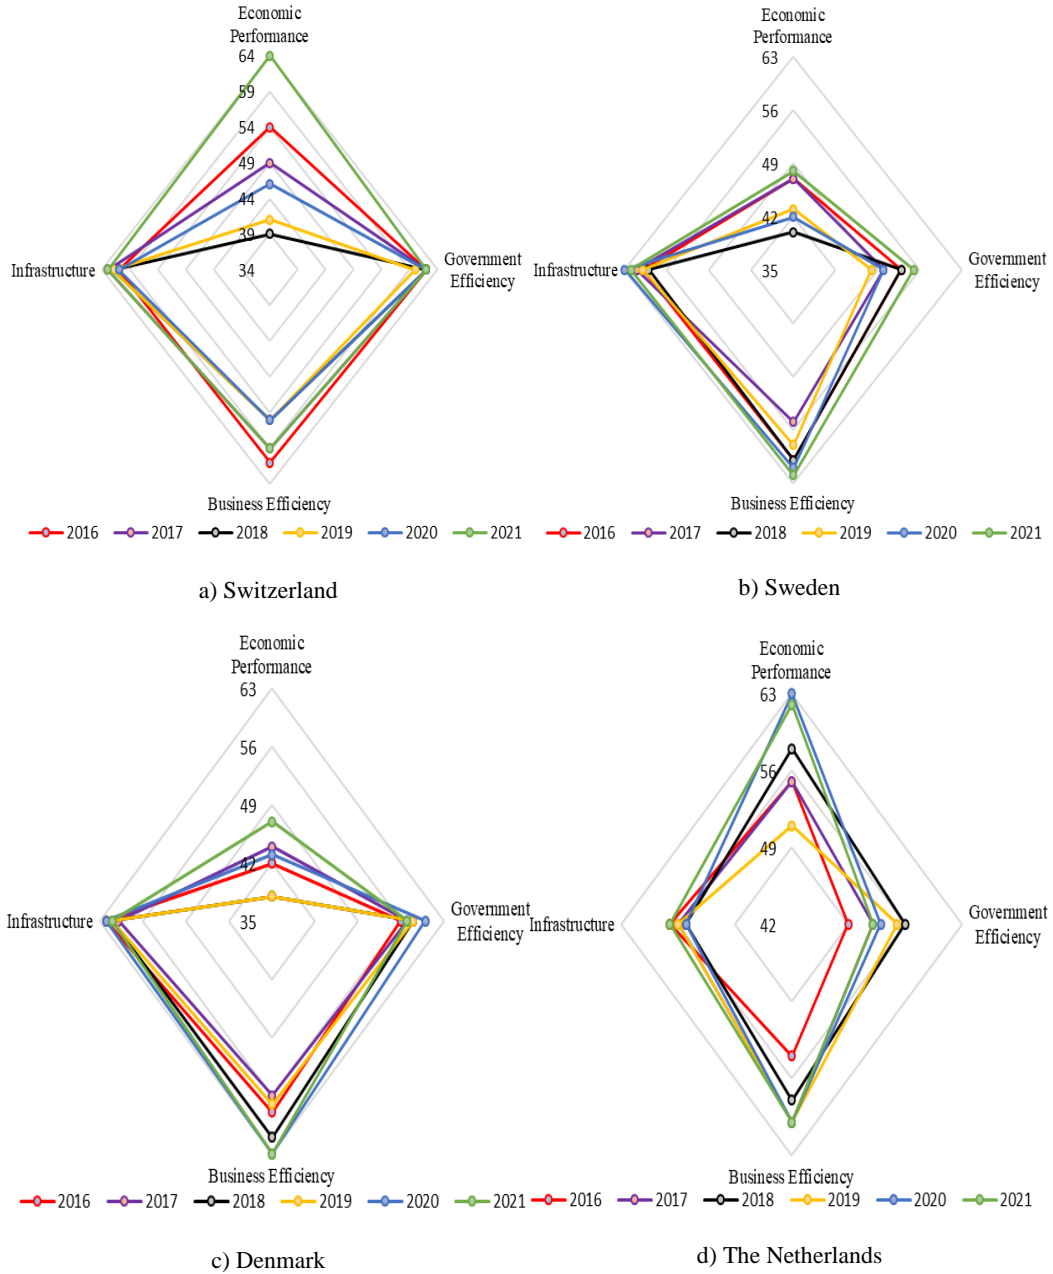 Economic
Performance
64
59
54
49
44
39
34
Infrastructure
Government
Efficiency
Business Efficiency
2016 2017 2018 2019 2020 2021
a) Switzerland
Economic
Performance
63
56
49
42
35
Infrastructure
Government
Efficiency
Business Efficiency
2016 2017 2018 2019 2020 2021
b) Sweden
Economic
Performance
63
56
49
42
35
Infrastructure
Government
Efficiency
Business Efficiency
2016 2017 2018 2019 2020 2021
c) Denmark
Economic
Performance
63
56
49
42
Infrastructure
Government
Efficiency
Business Efficiency
2016 2017 2018 2019 2020 2021
d) The Netherlands